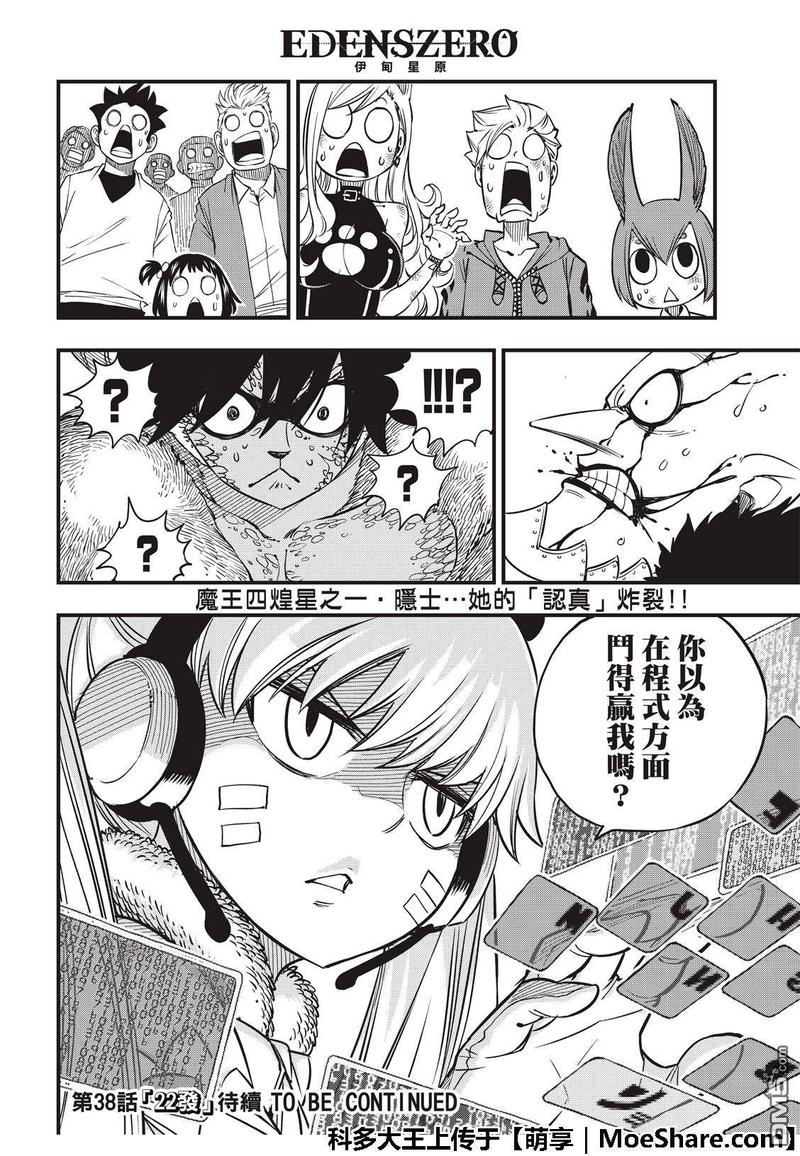 EDENSZERO
伊甸星原
!!!?
?
?
?
魔王四煌星之一・隱士…她的「認真」炸裂!!
你以為
在程式方面
鬥得贏我嗎？
第38話「22發」待續 TO BE CONTINUED
科多大王上传于【萌享】|MoeShare.com】